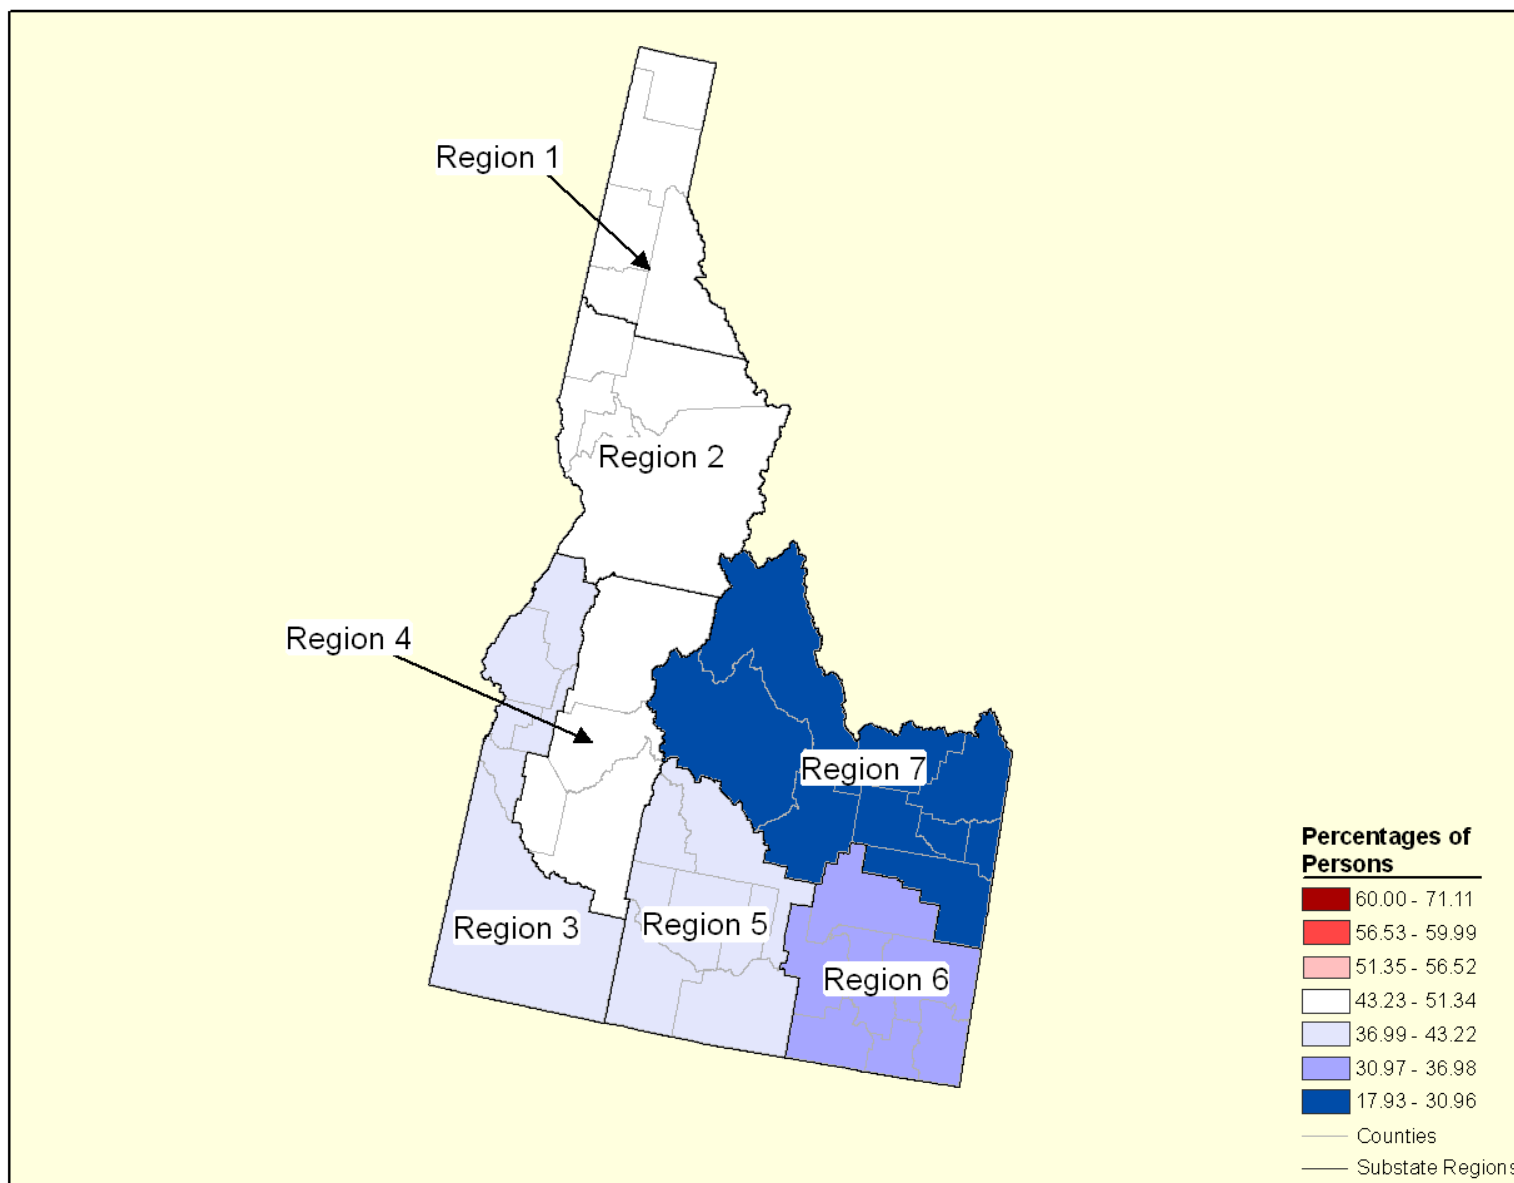 Region 1
Region 2
Region 4
Region 7
Region 3
Region 5
Region 6
Percentages of
Persons
60.00 - 71.11
56.53 - 59.99
51.35 - 56.52
43.23 - 51.34
36.99 - 43.22
30.97 - 36.98
17.93 - 30.96
Counties
Substate Regions